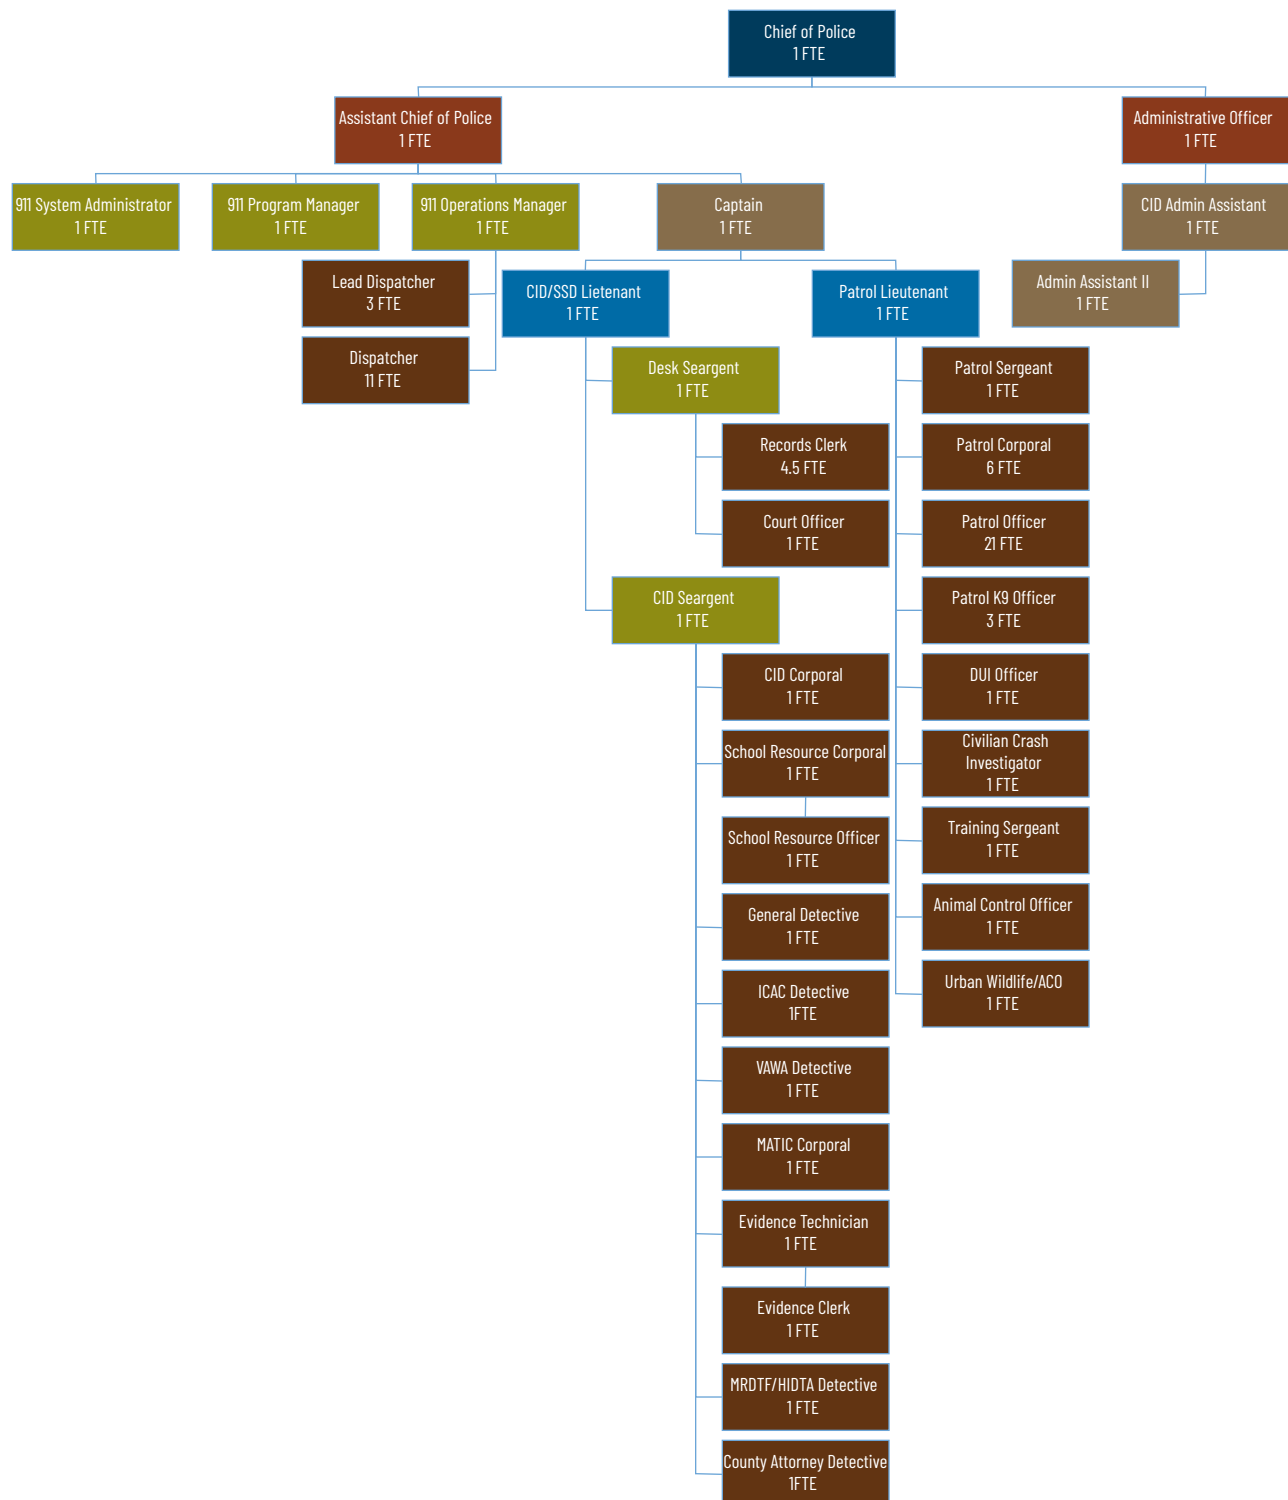 Chief of Police
1 FTE
Assistant Chief of Police
1 FTE
Administrative Officer
1 FTE
911 System Administrator
1 FTE
911 Program Manager
1 FTE
911 Operations Manager
1 FTE
Captain
1 FTE
CID Admin Assistant
1 FTE
Lead Dispatcher
3 FTE
Dispatcher
11 FTE
CID/SSD Lietenant
1 FTE
Patrol Lieutenant
1 FTE
Admin Assistant II
1 FTE
Desk Seargent
1 FTE
Records Clerk
4.5 FTE
Court Officer
1 FTE
CID Seargent
1 FTE
CID Corporal
1 FTE
School Resource Corporal
1 FTE
School Resource Officer
1 FTE
General Detective
1 FTE
ICAC Detective
1FTE
VAWA Detective
1 FTE
MATIC Corporal
1 FTE
Evidence Technician
1 FTE
Evidence Clerk
1 FTE
MRDTF/HIDTA Detective
1 FTE
County Attorney Detective
1FTE
Patrol Sergeant
1 FTE
Patrol Corporal
6 FTE
Patrol Officer
21 FTE
Patrol K9 Officer
3 FTE
DUI Officer
1 FTE
Civilian Crash
Investigator
1 FTE
Training Sergeant
1 FTE
Animal Control Officer
1 FTE
Urban Wildlife/ACO
1 FTE